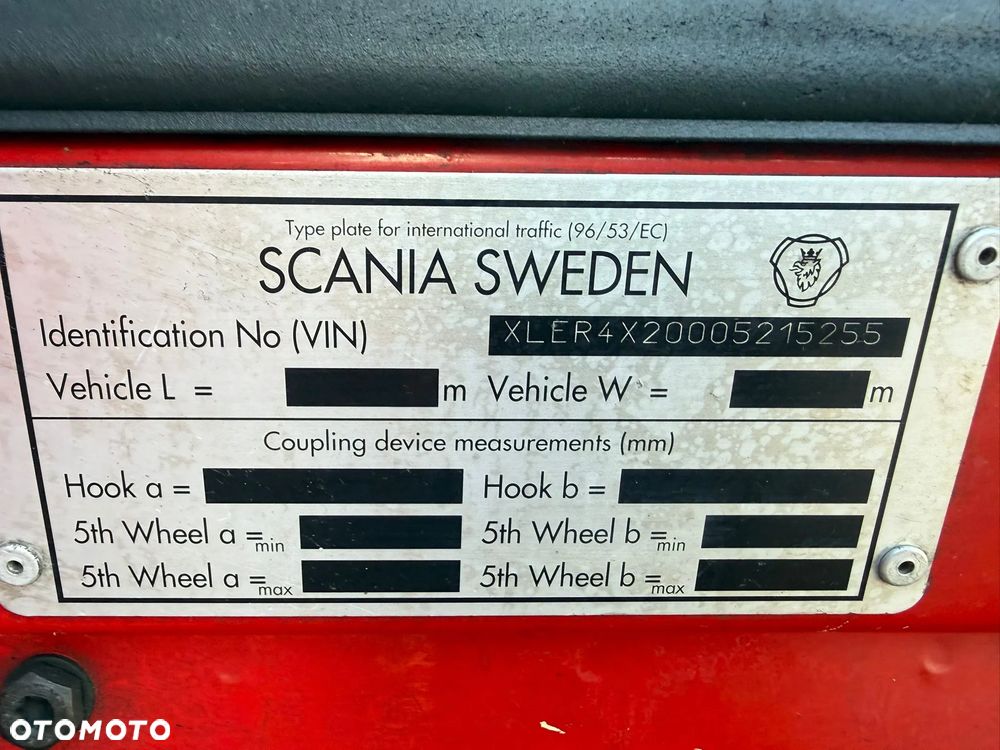 Type plate for international traffic (96/53/EC)
SCANIA SWEDEN
Identification No (VIN) XLER4X20005215255
Vehicle L = m Vehicle W = m
Coupling device measurements (mm)
Hook a = Hook b =
5th Wheel a =min 5th Wheel b =min
5th Wheel a =max 5th Wheel b =max
OTOMOTO